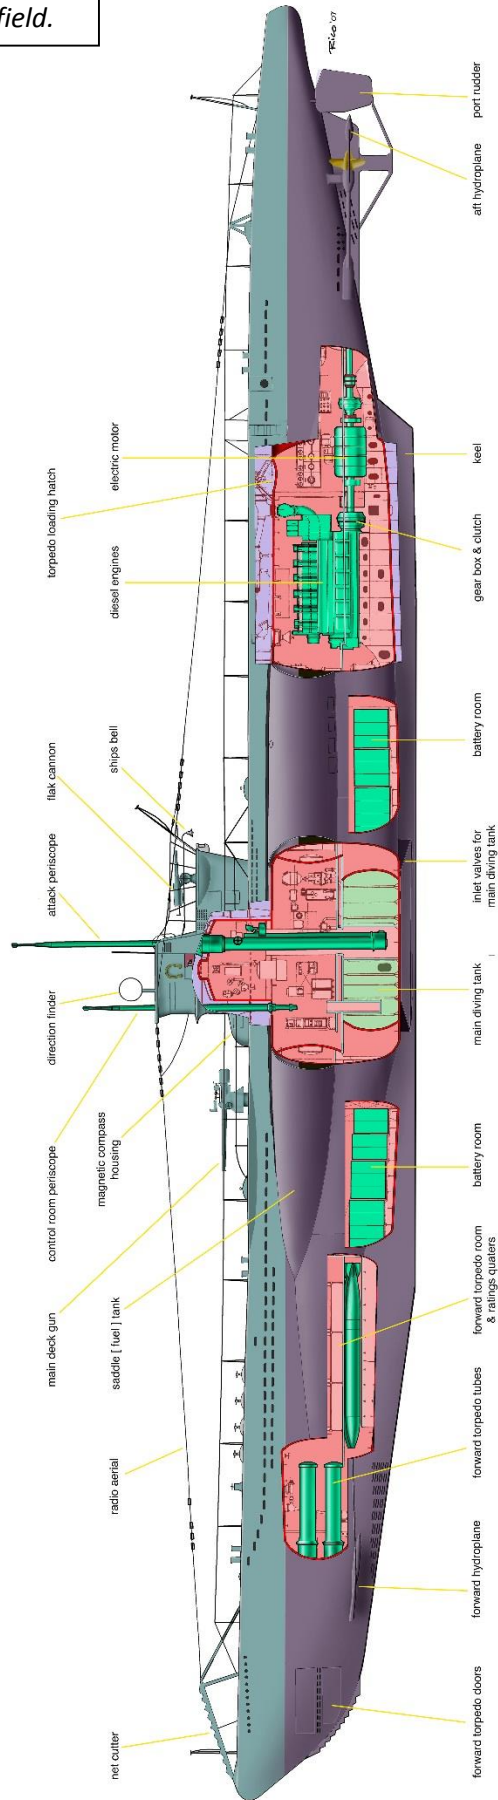 field.
Rico '07
port rudder
aft hydroplane
torpedo loading hatch
electric motor
keel
diesel engines
gear box & clutch
battery room
ships bell
flak cannon
attack periscope
inlet valves for
main diving tank
direction finder
main diving tank
control room periscope
magnetic compass
housing
battery room
main deck gun
saddle [ fuel ] tank
forward torpedo room
& ratings quaters
radio aerial
forward torpedo tubes
forward hydroplane
net cutter
forward torpedo doors